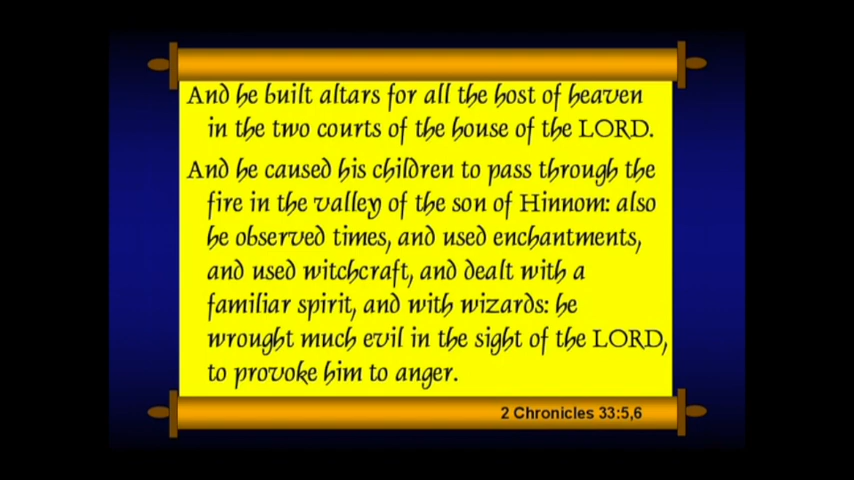 And he built altars for all the host of heaven
in the two courts of the house of the LORD.
And he caused his children to pass through the
fire in the valley of the son of Hinnom: also
he observed times, and used enchantments,
and used witchcraft, and dealt with a
familiar spirit, and with wizards: he
wrought much evil in the sight of the LORD,
to provoke him to anger.
2 Chronicles 33:5,6